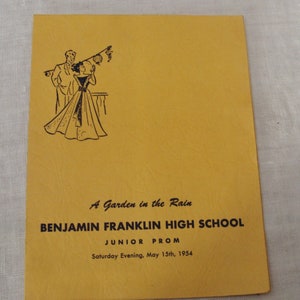 A Garden in the Rain
BENJAMIN FRANKLIN HIGH SCHOOL
JUNIOR PROM
Saturday Evening, May 15th, 1954